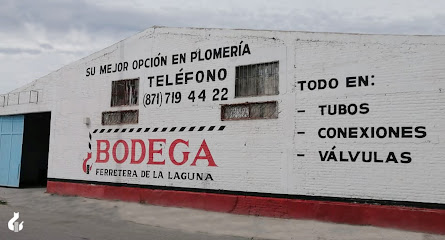 SU MEJOR OPCIÓN EN PLOMERÍA
TELÉFONO
(871) 719 44 22
BODEGA
FERRETERA DE LA LAGUNA
TODO EN:
- TUBOS
- CONEXIONES
- VÁLVULAS